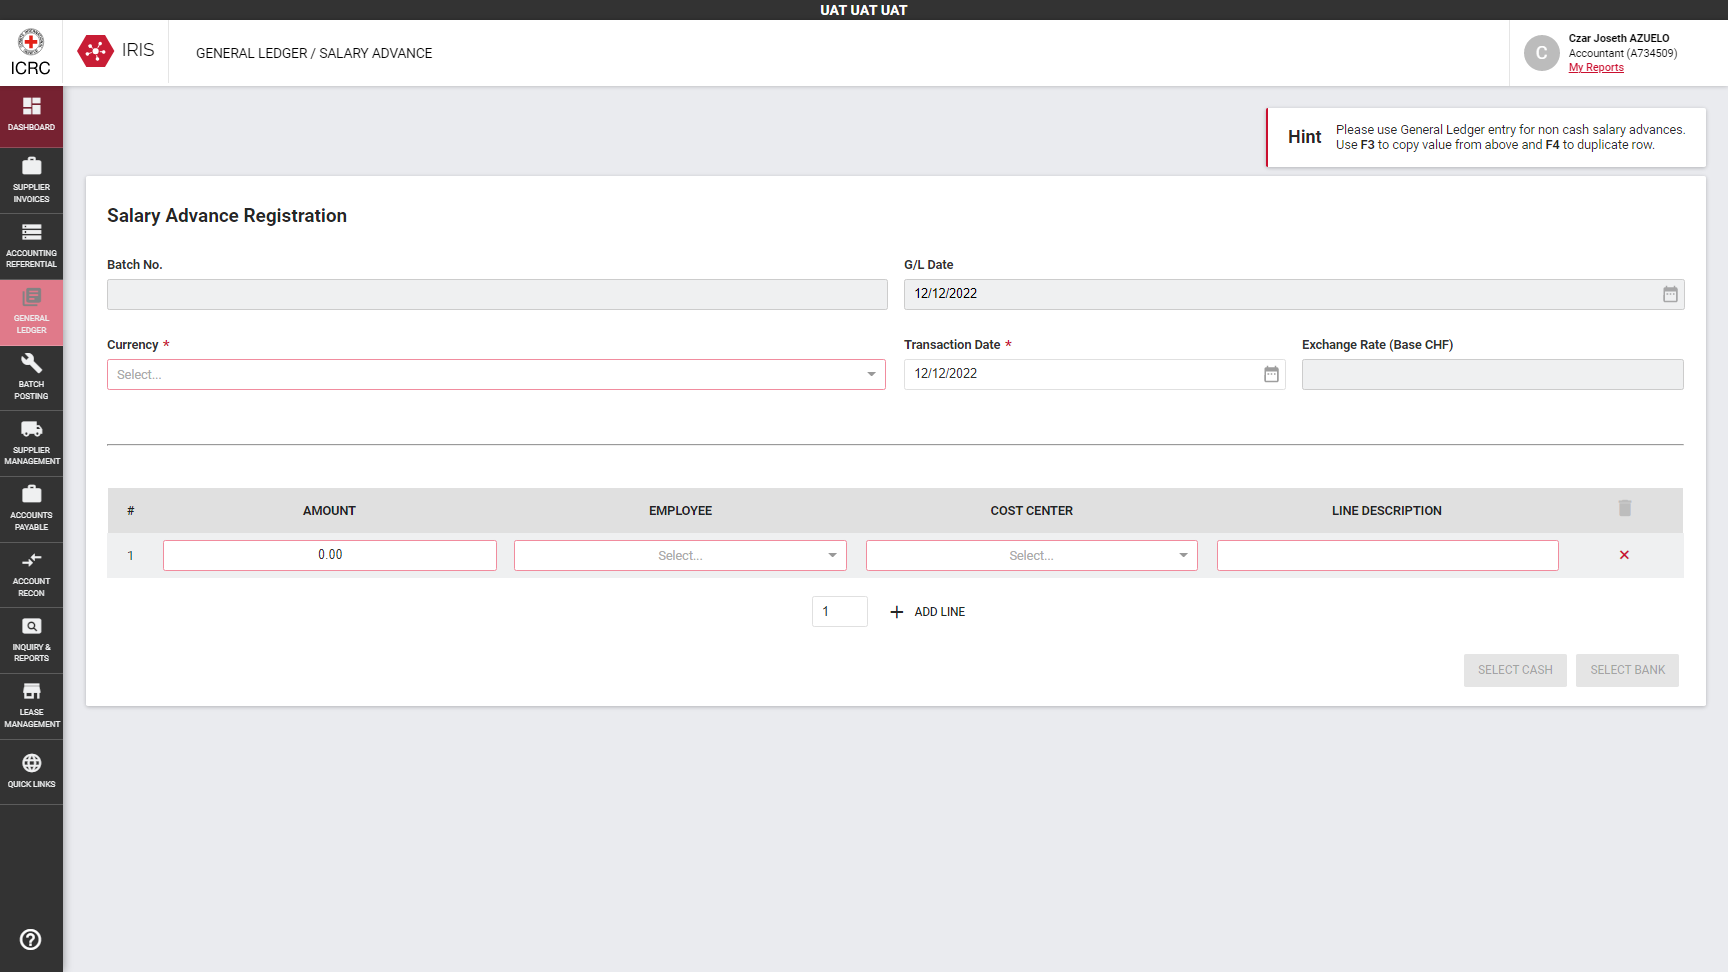 UAT UAT UAT
ICRC
IRIS
GENERAL LEDGER / SALARY ADVANCE
C
Czar Joseth AZUELO
Accountant (A734509)
My Reports
DASHBOARD
SUPPLIER
INVOICES
ACCOUNTING
REFERENTIAL
GENERAL
LEDGER
BATCH
POSTING
SUPPLIER
MANAGEMENT
ACCOUNTS
PAYABLE
ACCOUNT
RECON
INQUIRY &
REPORTS
LEASE
MANAGEMENT
QUICK LINKS
Hint
Please use General Ledger entry for non cash salary advances.
Use F3 to copy value from above and F4 to duplicate row.
Salary Advance Registration
Batch No.
G/L Date
12/12/2022
Currency *
Transaction Date *
Exchange Rate (Base CHF)
Select...
12/12/2022
# AMOUNT EMPLOYEE COST CENTER LINE DESCRIPTION
1 0.00 Select... Select...
1 + ADD LINE
SELECT CASH SELECT BANK